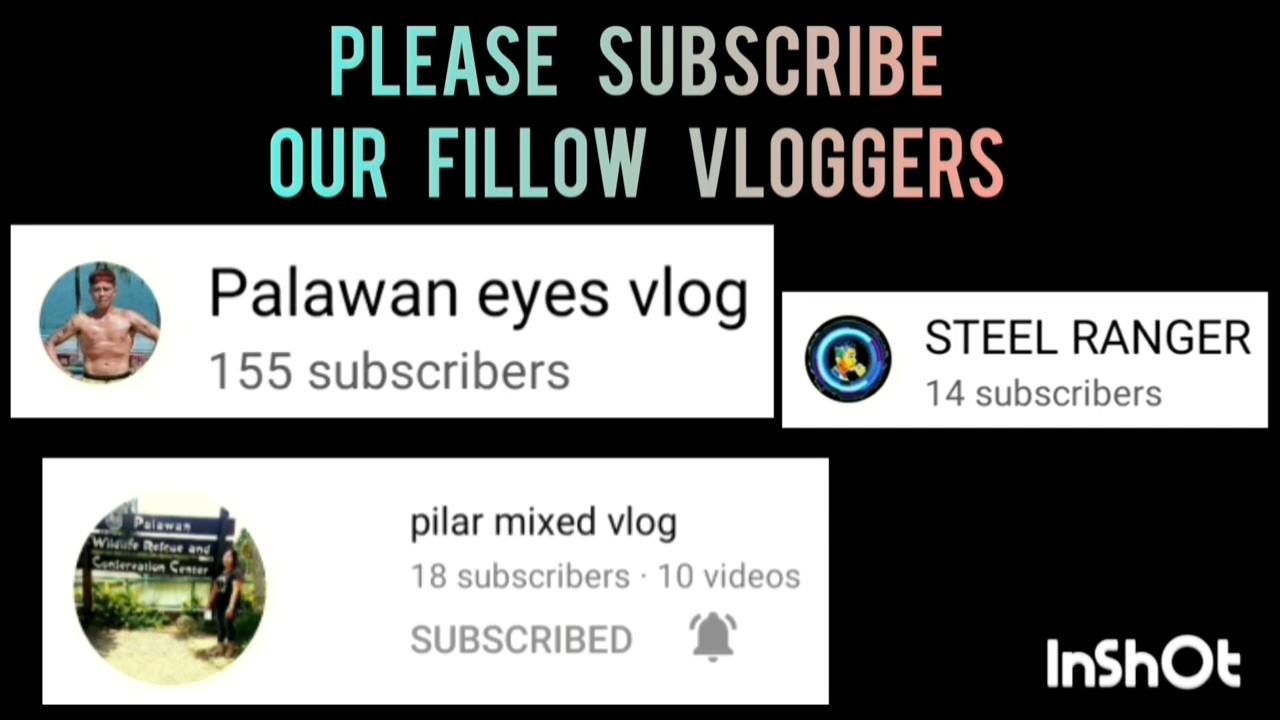 PLEASE SUBSCRIBE
OUR FILLOW VLOGGERS
Palawan eyes vlog
155 subscribers
STEEL RANGER
14 subscribers
Palawan
Wildlife Rescue and
Conservation Center
pilar mixed vlog
18 subscribers · 10 videos
SUBSCRIBED
InShOt